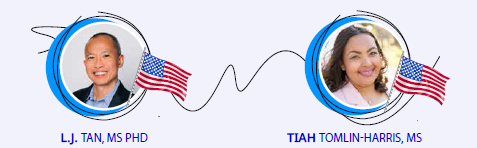 L.J. TAN, MS PHD
TIAH TOMLIN-HARRIS, MS